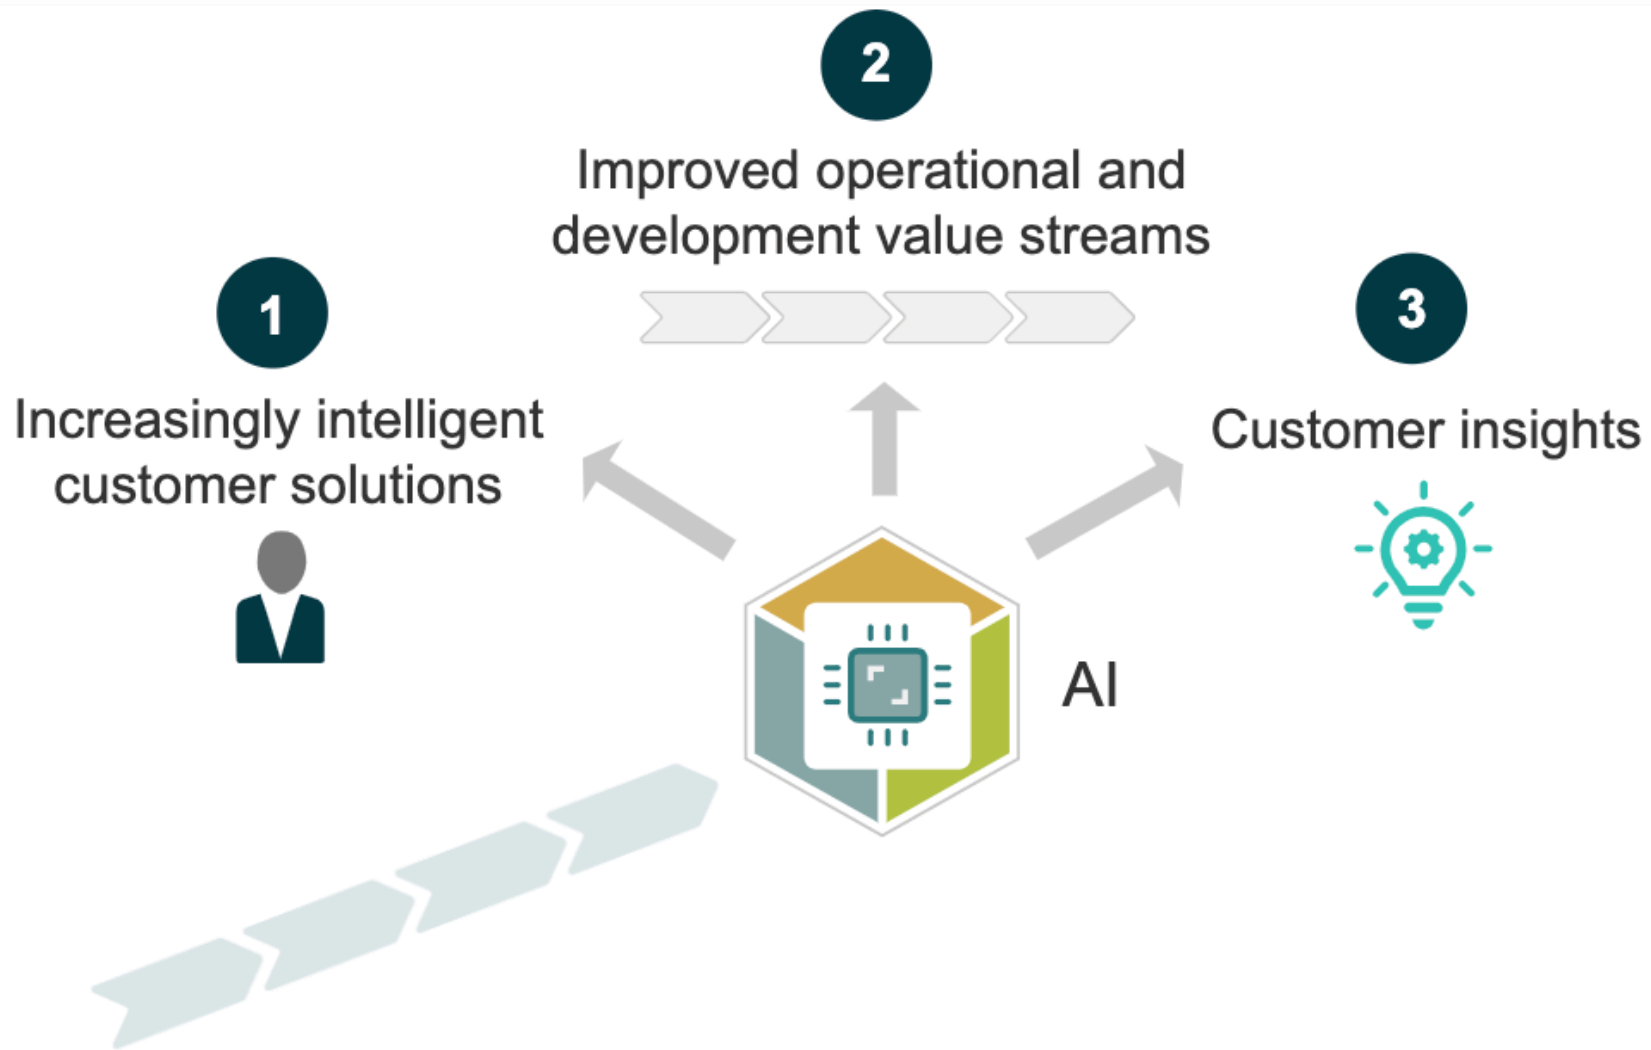 1
Increasingly intelligent
customer solutions
2
Improved operational and
development value streams
3
Customer insights
AI